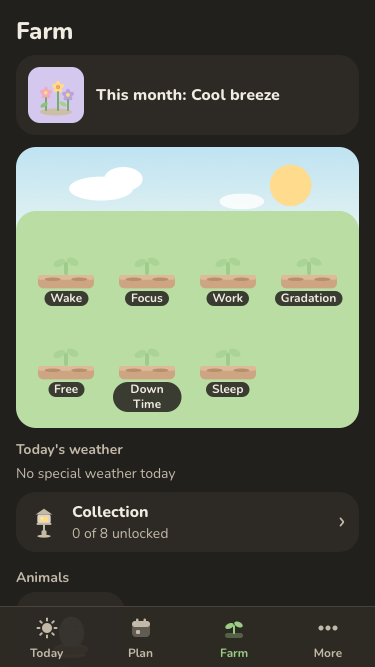 Farm
This month: Cool breeze
Wake
Focus
Work
Gradation
Free
Down
Time
Sleep
Today's weather
No special weather today
Collection
0 of 8 unlocked
Animals
Today
Plan
Farm
More